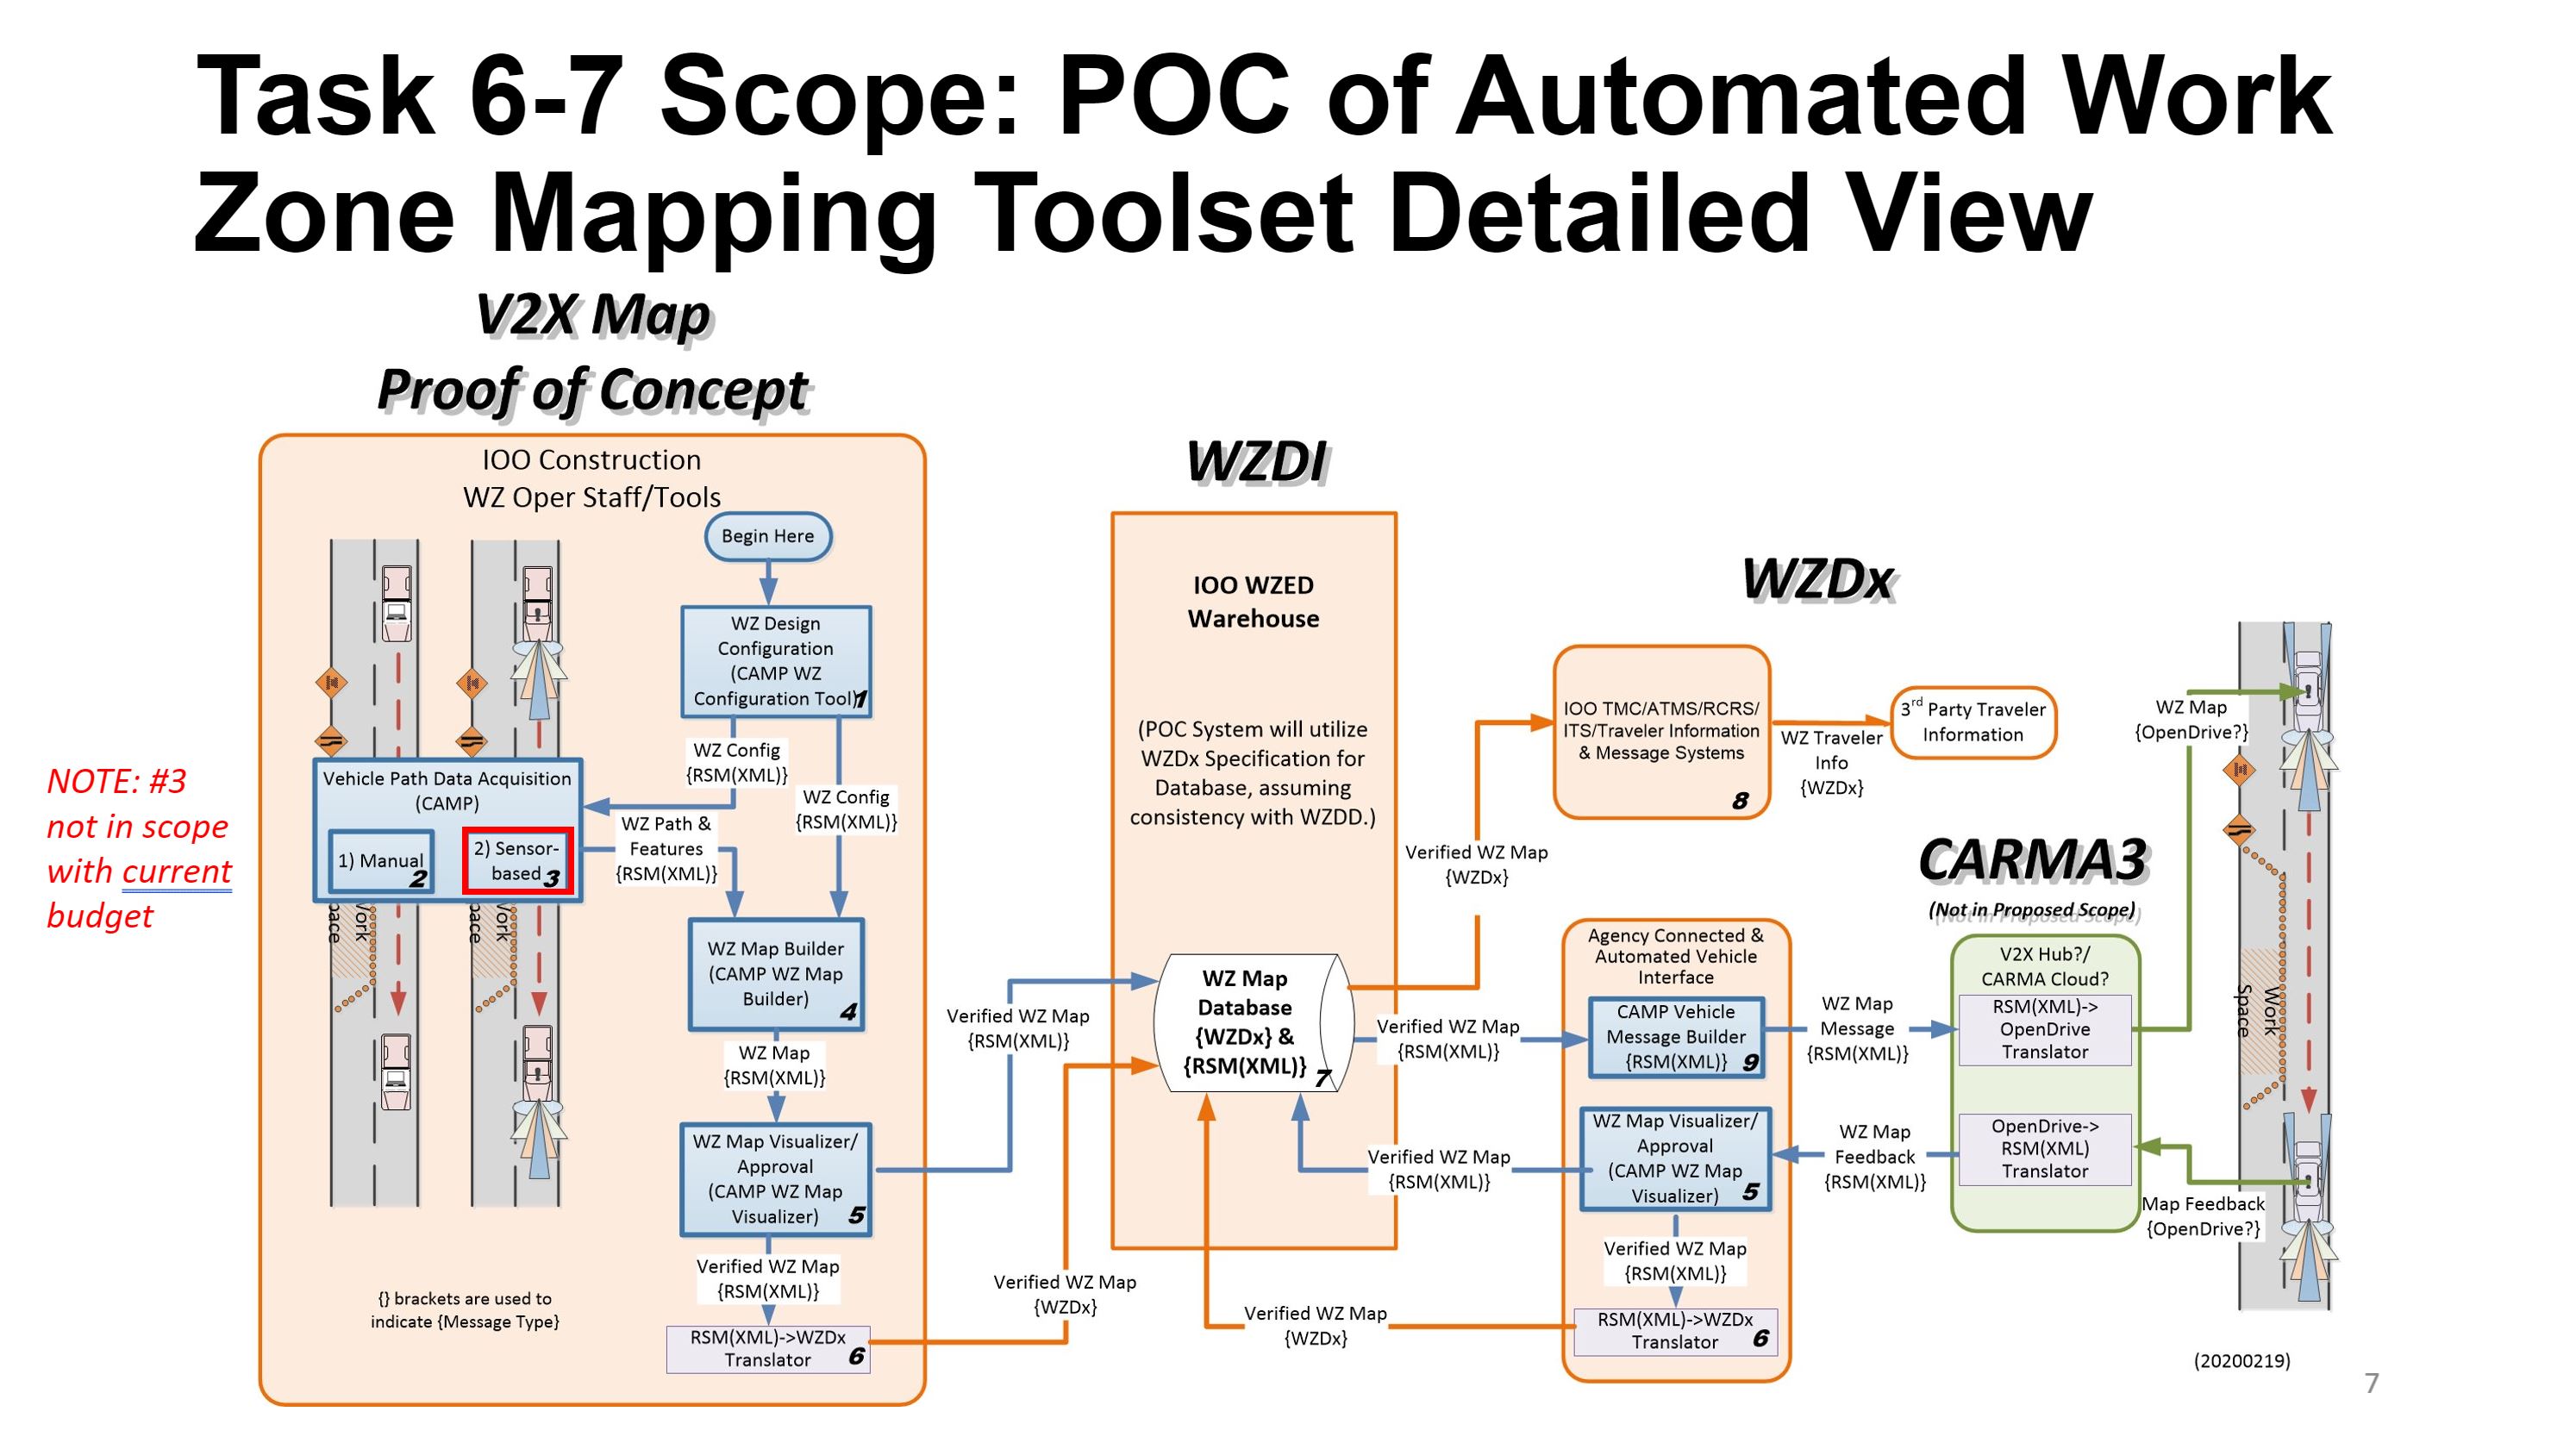 Task 6-7 Scope: POC of Automated Work
Zone Mapping Toolset Detailed View
V2X Map
Proof of Concept
IOO Construction
WZ Oper Staff/Tools
Begin Here
WZ Design
Configuration
(CAMP WZ
Configuration Tool)
1
WZ Config
{RSM(XML)}
WZ Config
{RSM(XML)}
Vehicle Path Data Acquisition
(CAMP)
1) Manual
2
2) Sensor-
based
3
NOTE: #3
not in scope
with current
budget
WZ Path &
Features
{RSM(XML)}
Work
Space
Work
Space
WZ Map Builder
(CAMP WZ Map
Builder)
4
WZ Map
{RSM(XML)}
WZ Map Visualizer/
Approval
(CAMP WZ Map
Visualizer)
5
Verified WZ Map
{RSM(XML)}
RSM(XML)->WZDx
Translator
6
{} brackets are used to
indicate {Message Type}
Verified WZ Map
{RSM(XML)}
Verified WZ Map
{WZDx}
WZDI
IOO WZED
Warehouse
(POC System will utilize
WZDx Specification for
Database, assuming
consistency with WZDD.)
WZ Map
Database
{WZDx} &
{RSM(XML)}
7
Verified WZ Map
{WZDx}
Verified WZ Map
{RSM(XML)}
Verified WZ Map
{RSM(XML)}
Verified WZ Map
{WZDx}
WZDx
IOO TMC/ATMS/RCRS/
ITS/Traveler Information
& Message Systems
8
WZ Traveler
Info
{WZDx}
3rd Party Traveler
Information
Agency Connected &
Automated Vehicle
Interface
CAMP Vehicle
Message Builder
{RSM(XML)}
9
WZ Map Visualizer/
Approval
(CAMP WZ Map
Visualizer)
5
Verified WZ Map
{RSM(XML)}
RSM(XML)->WZDx
Translator
6
WZ Map
Message
{RSM(XML)}
WZ Map
Feedback
{RSM(XML)}
CARMA3
(Not in Proposed Scope)
V2X Hub?/
CARMA Cloud?
RSM(XML)->
OpenDrive
Translator
OpenDrive->
RSM(XML)
Translator
WZ Map
{OpenDrive?}
Map Feedback
{OpenDrive?}
Work
Space
(20200219)
7